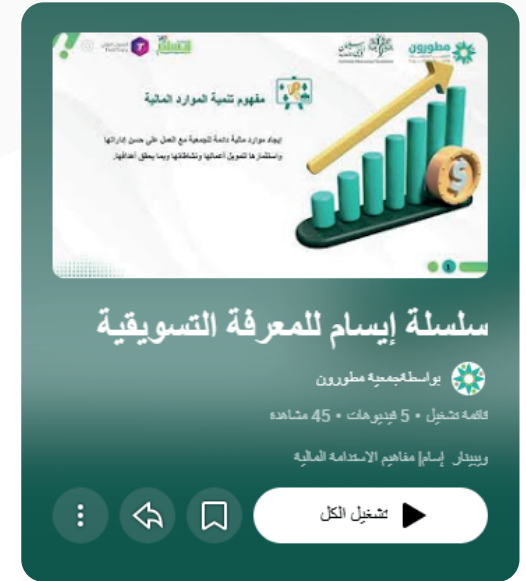 مطورون
إيسام
مفهوم تنمية الموارد المالية
إيجاد موارد مالية دائمة للجمعية مع العمل على حسن إدارتها
واستثمارها لتمويل أعمالها ونشاطاتها وبما يحقق أهدافها.
سلسلة إيسام للمعرفة التسويقية
بواسطةجمعية مطورون
قائمة تشغيل • 5 فيديوهات • 45 مشاهدة
ويبينار إسام| مفاهيم الاستدامة المالية
تشغيل الكل